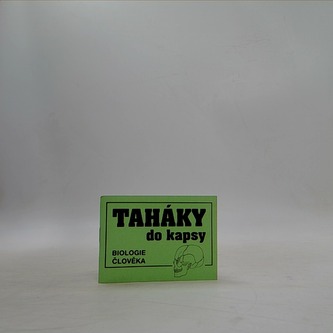 TAHÁKY
do kapsy
BIOLOGIE
ČLOVĚKA